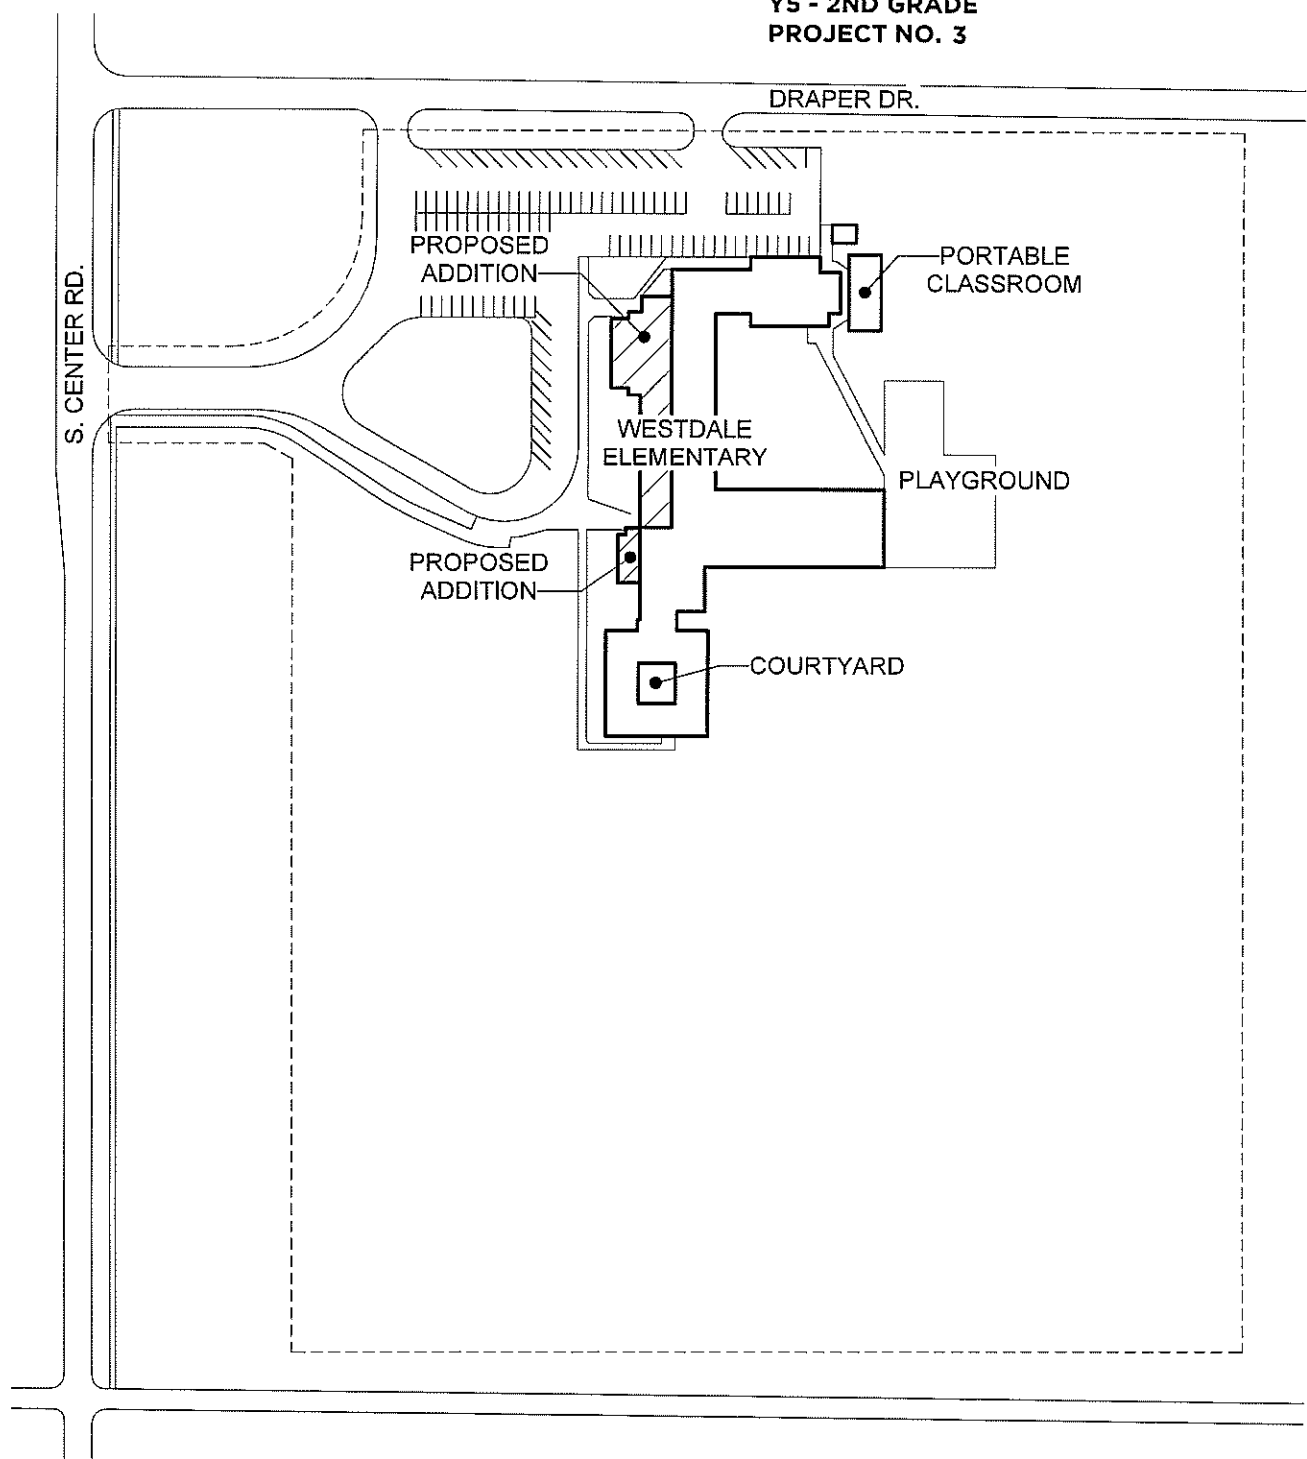 Y5 - 2ND GRADE
PROJECT NO. 3
DRAPER DR.
S. CENTER RD.
PROPOSED
ADDITION
PORTABLE
CLASSROOM
WESTDALE
ELEMENTARY
PLAYGROUND
PROPOSED
ADDITION
COURTYARD